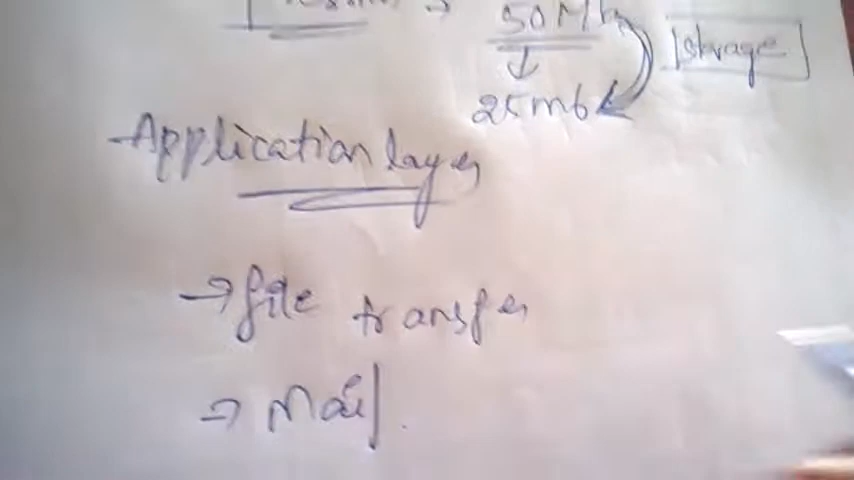 50Mb
storage
25mb
Application layer
→ file transfer
→ Mail.